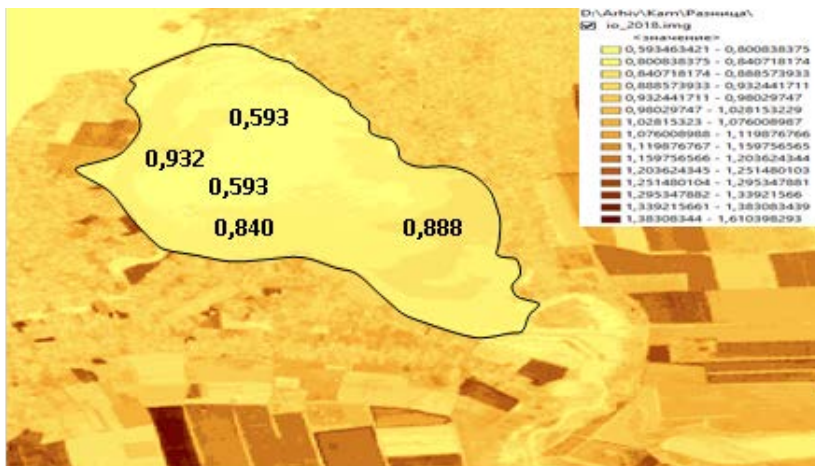 D:\Arhiv\Kam\Разница\
io_2018.img
<значение>
0,593463421 - 0,800838375
0,800838375 - 0,840718174
0,840718174 - 0,888573933
0,888573933 - 0,932441711
0,932441711 - 0,98029747
0,98029747 - 1,028153229
1,02815323 - 1,076008987
1,076008988 - 1,119876766
1,119876767 - 1,159756565
1,159756566 - 1,203624344
1,203624345 - 1,251480103
1,251480104 - 1,295347881
1,295347882 - 1,33921566
1,339215661 - 1,383083439
1,38308344 - 1,610398293
0,593
0,932
0,593
0,840
0,888